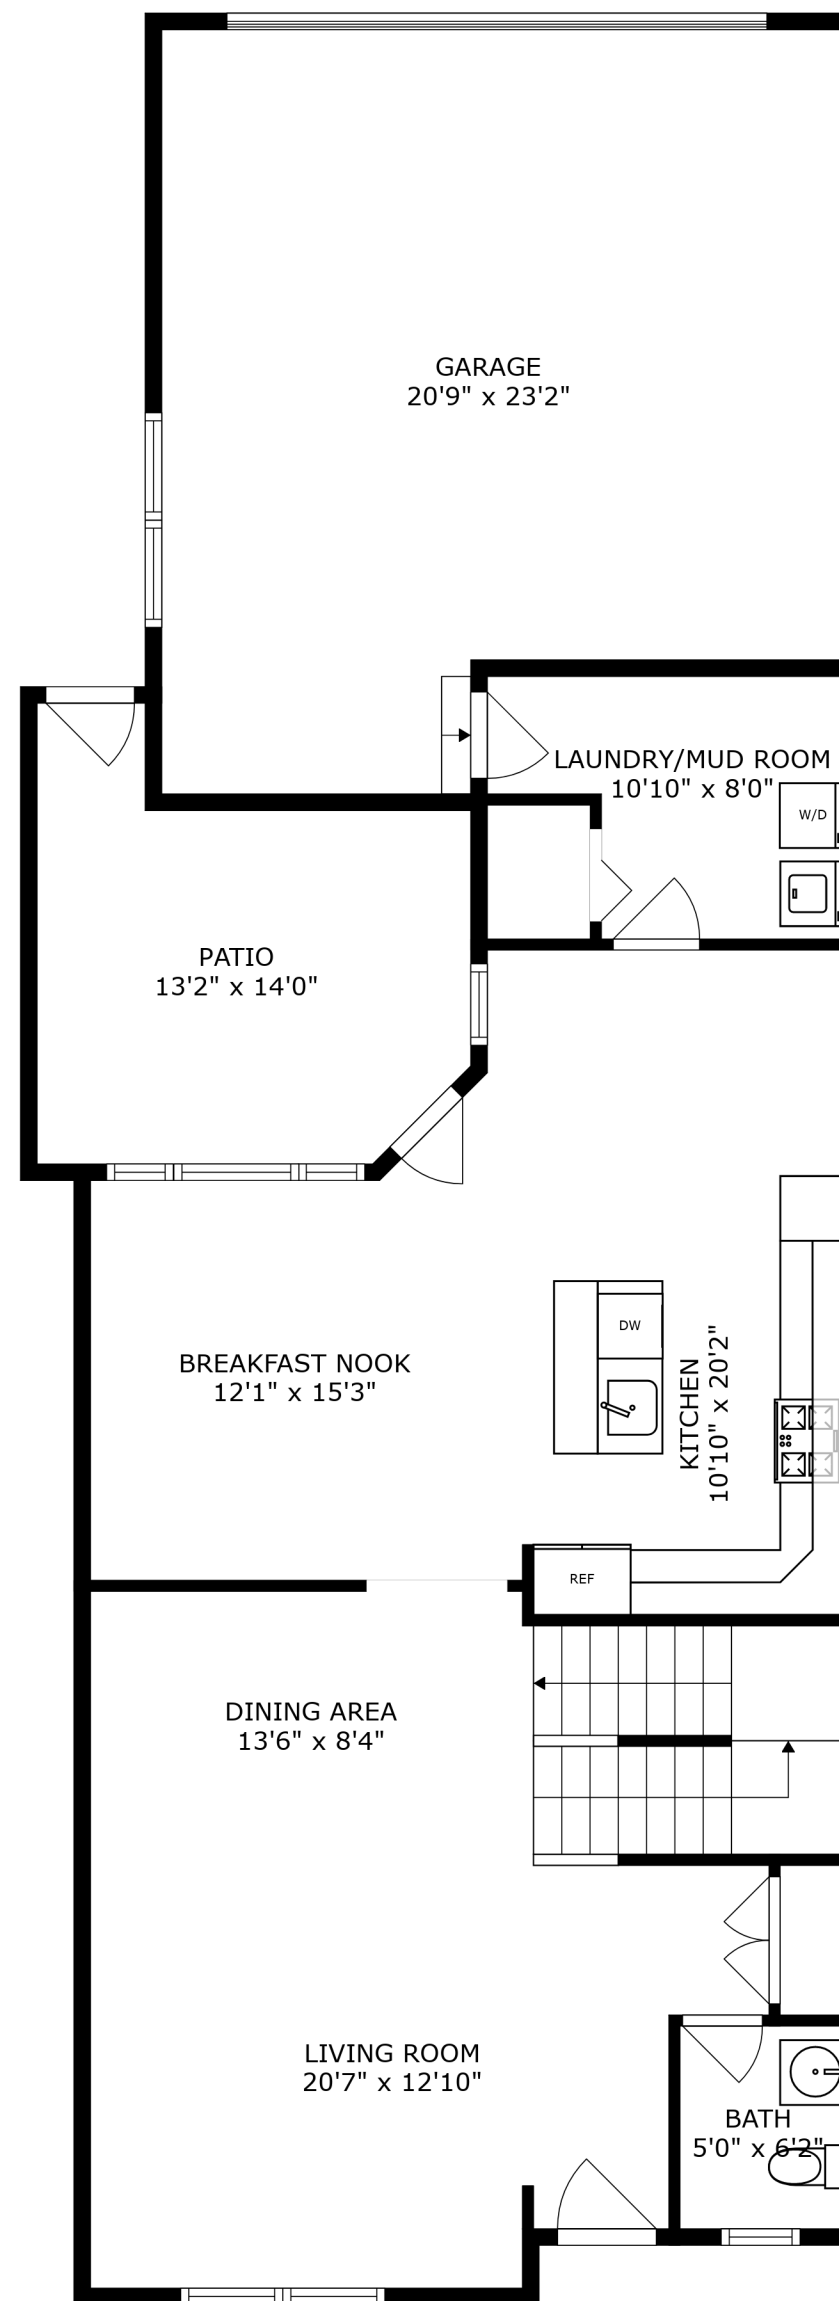 GARAGE
20'9" x 23'2"
LAUNDRY/MUD ROOM
10'10" x 8'0"
W/D
PATIO
13'2" x 14'0"
DW
BREAKFAST NOOK
12'1" x 15'3"
KITCHEN
10'10" x 20'2"
REF
DINING AREA
13'6" x 8'4"
LIVING ROOM
20'7" x 12'10"
BATH
5'0" x 6'2"